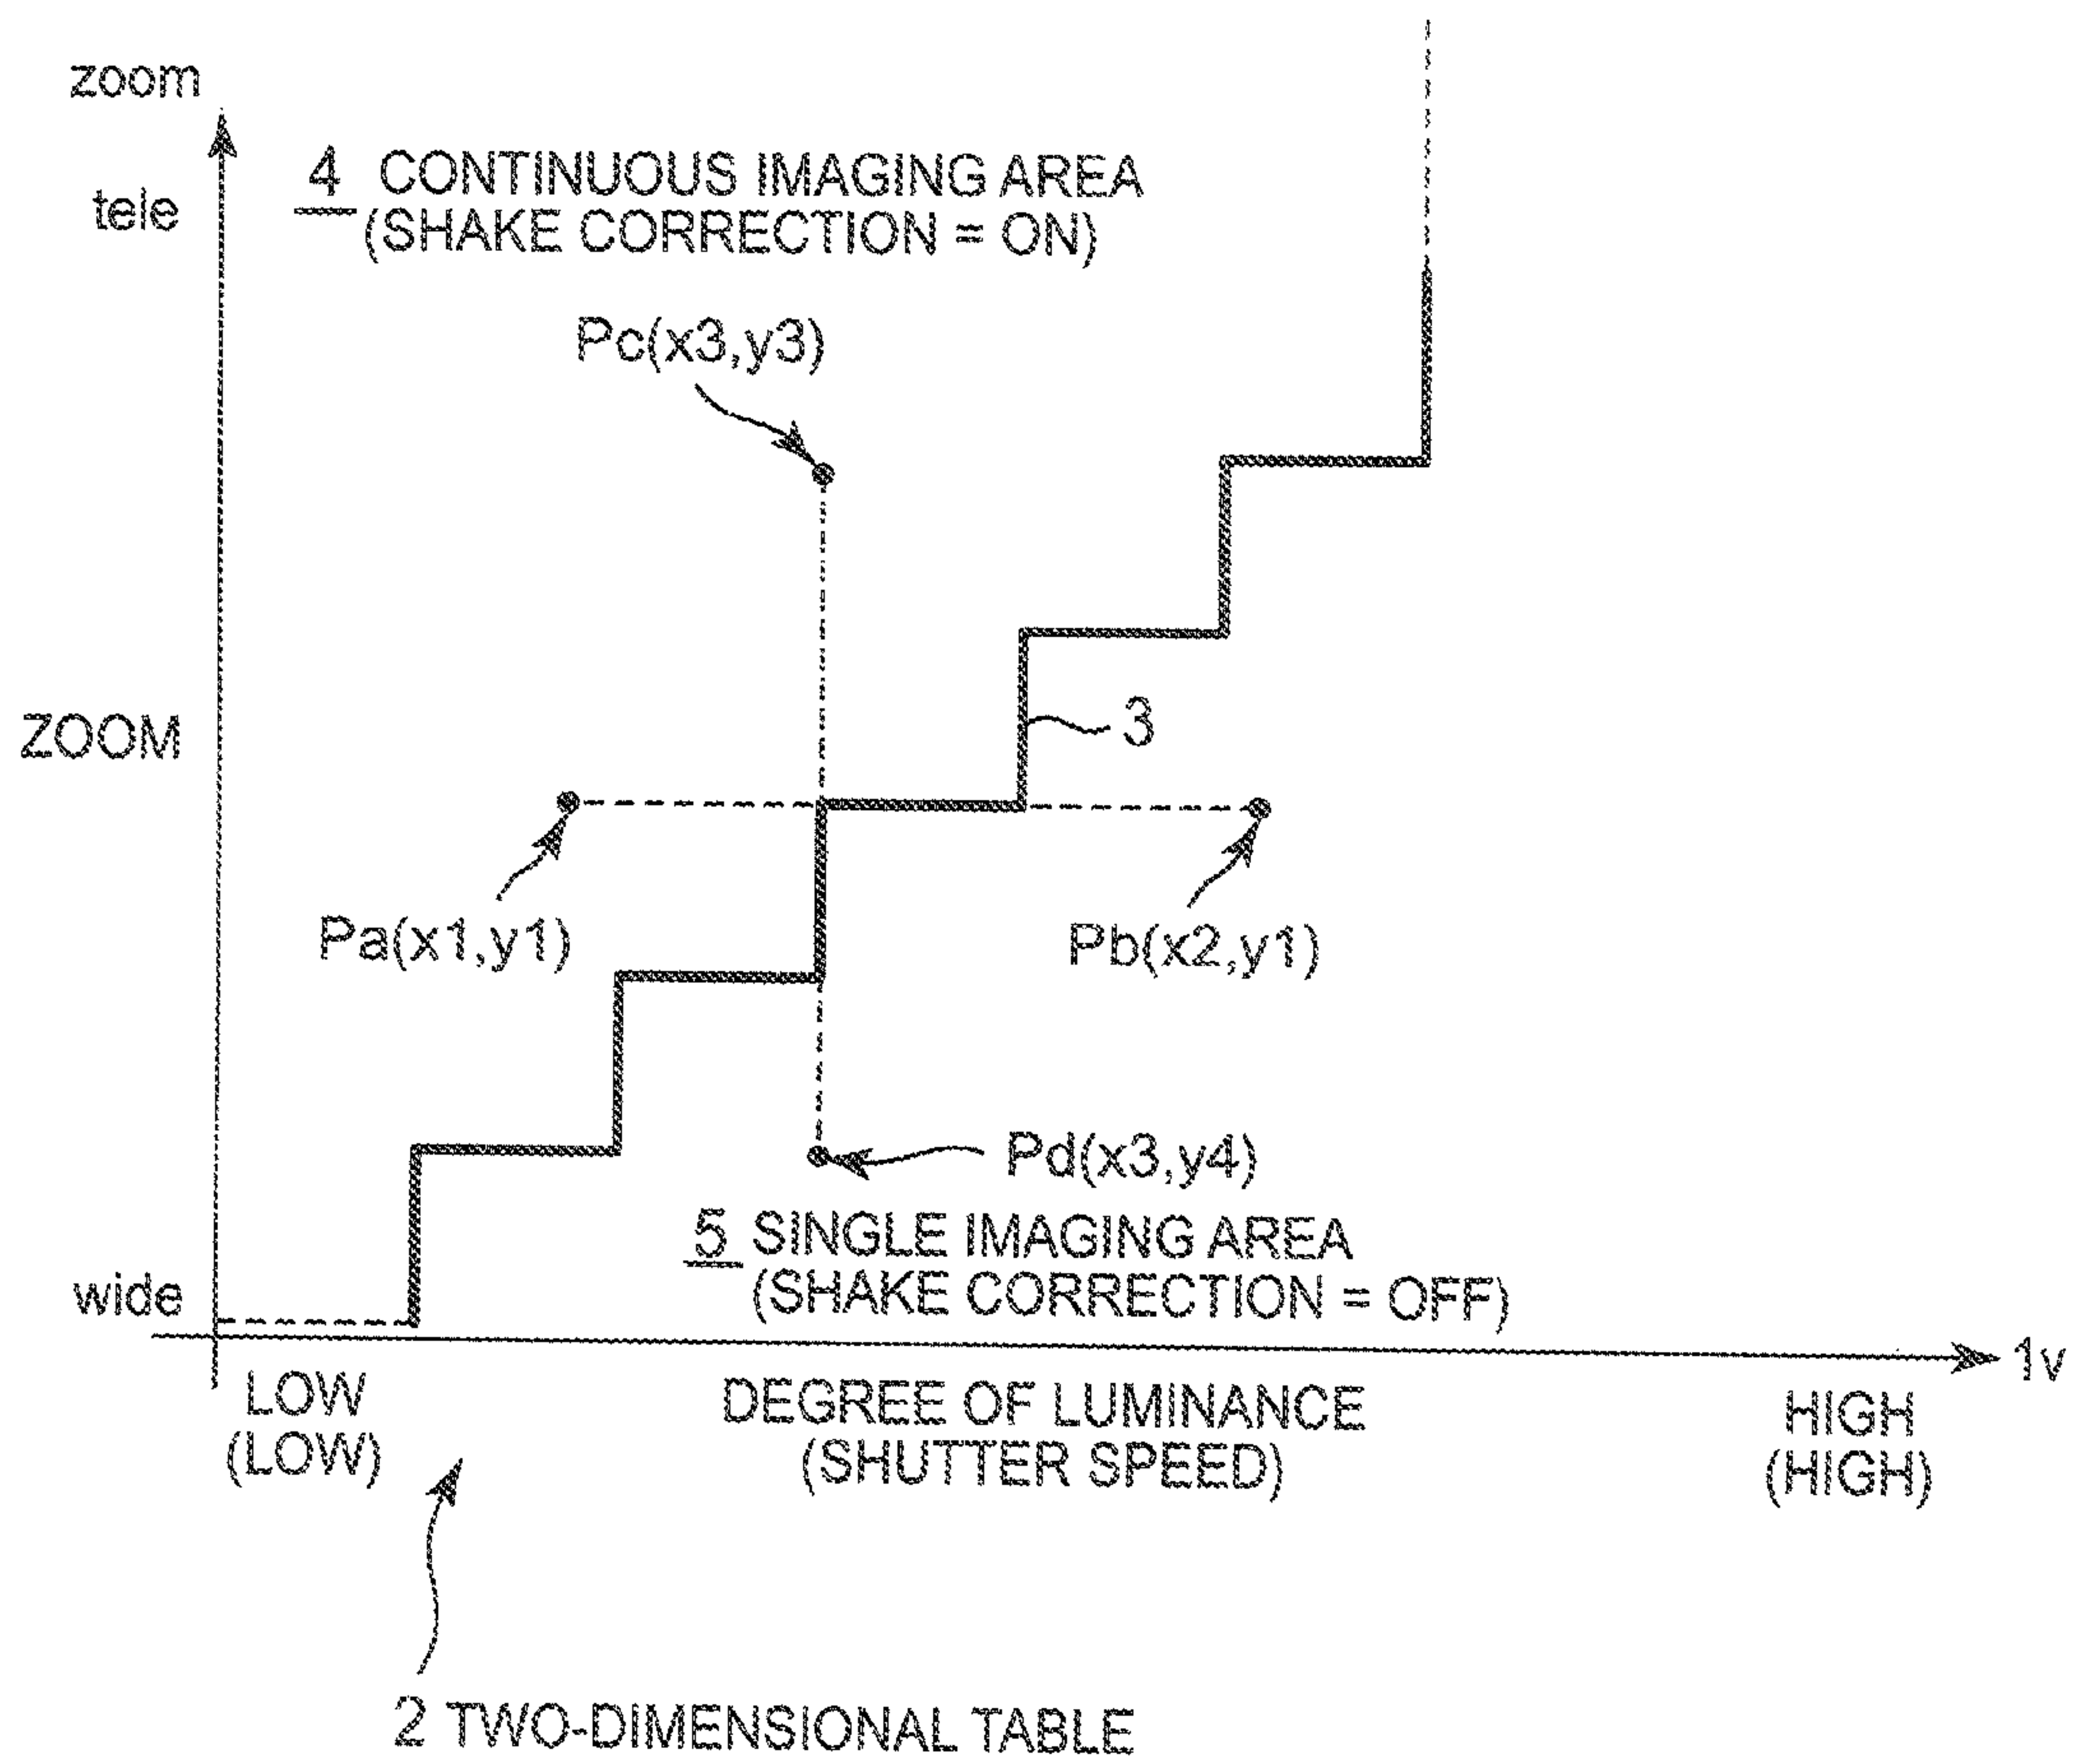 zoom
tele
4 CONTINUOUS IMAGING AREA
(SHAKE CORRECTION = ON)
Pc(x3,y3)
ZOOM
3
Pa(x1,y1)
Pb(x2,y1)
Pd(x3,y4)
5 SINGLE IMAGING AREA
(SHAKE CORRECTION = OFF)
wide
1v
LOW
(LOW)
DEGREE OF LUMINANCE
(SHUTTER SPEED)
HIGH
(HIGH)
2 TWO-DIMENSIONAL TABLE